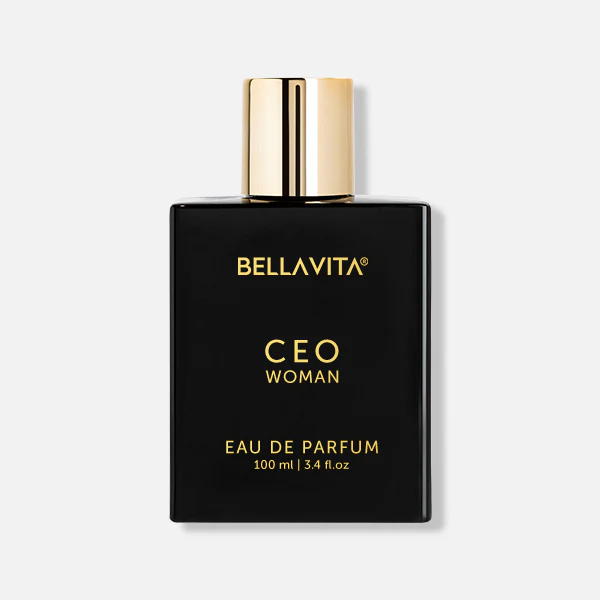 BELLAVITA®
CEO
WOMAN
EAU DE PARFUM
100 ml | 3.4 fl.oz